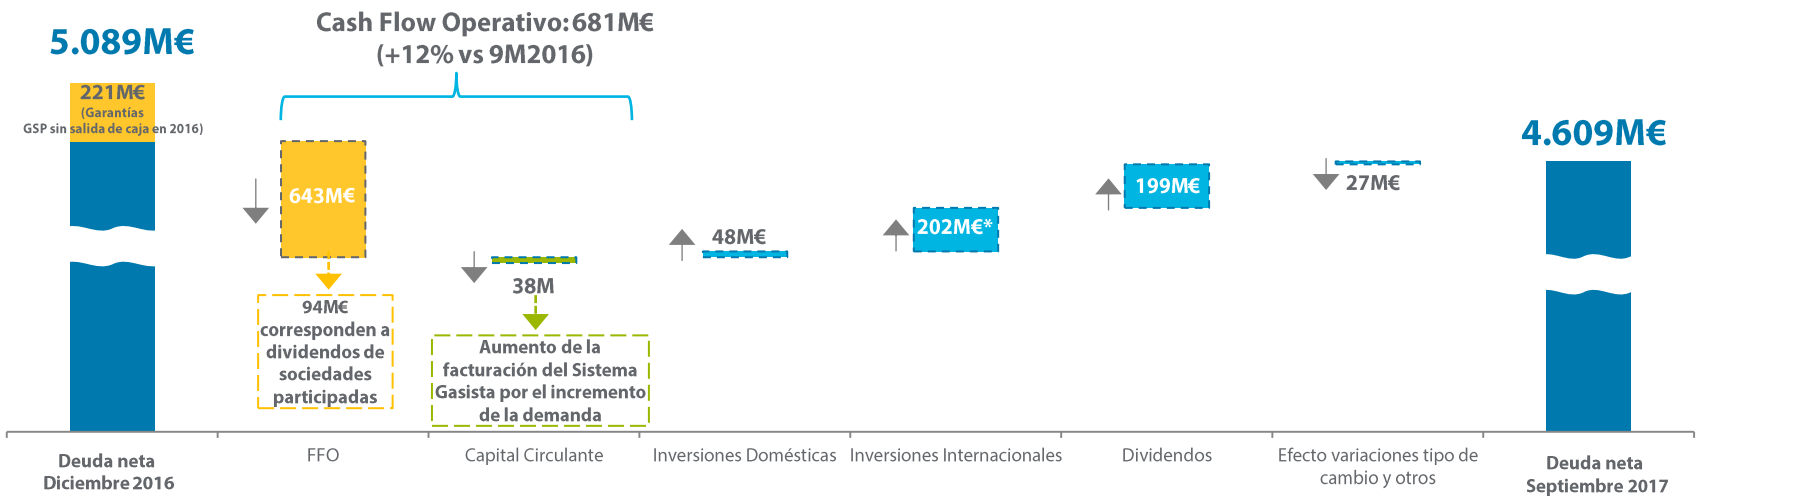 Cash Flow Operativo: 681M€
(+12% vs 9M2016)
5.089M€
221M€
(Garantías
GSP sin salida de caja en 2016)
643M€
94M€
corresponden a
dividendos de
sociedades
participadas
38M
Aumento de la
facturación del Sistema
Gasista por el incremento
de la demanda
48M€
202M€*
199M€
27M€
4.609M€
Deuda neta
Diciembre 2016
FFO
Capital Circulante
Inversiones Domésticas
Inversiones Internacionales
Dividendos
Efecto variaciones tipo de
cambio y otros
Deuda neta
Septiembre 2017